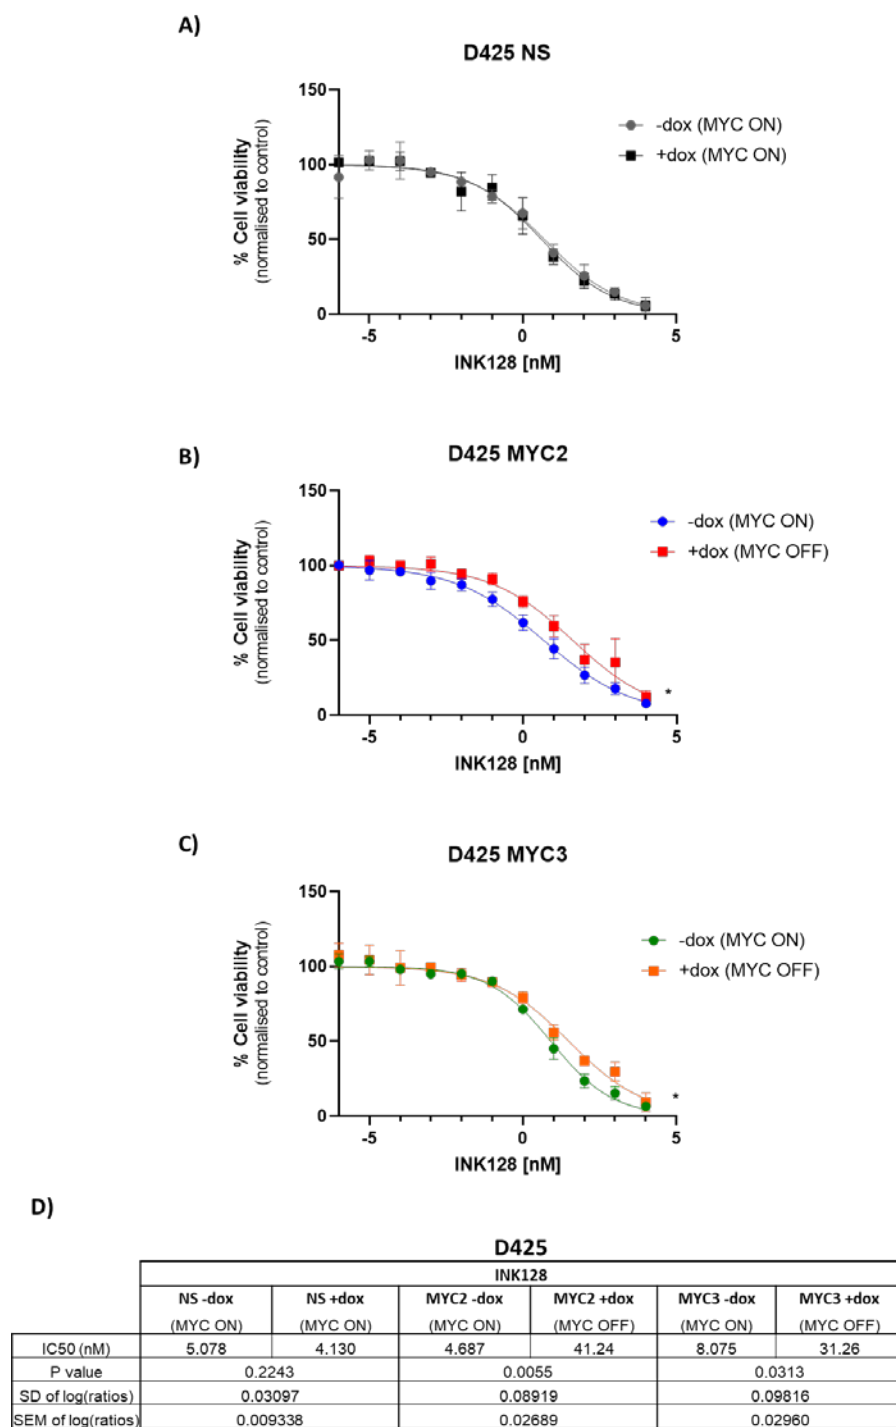 A)
D425 NS
150
100
50
0
% Cell viability
(normalised to control)
-5
0
5
INK128 [nM]
-dox (MYC ON)
+dox (MYC ON)
B)
D425 MYC2
150
100
50
0
% Cell viability
(normalised to control)
-5
0
5
INK128 [nM]
-dox (MYC ON)
+dox (MYC OFF)
*
C)
D425 MYC3
150
100
50
0
% Cell viability
(normalised to control)
-5
0
5
INK128 [nM]
-dox (MYC ON)
+dox (MYC OFF)
*
D)
D425
INK128
NS -dox NS +dox MYC2 -dox MYC2 +dox MYC3 -dox MYC3 +dox
(MYC ON) (MYC ON) (MYC ON) (MYC OFF) (MYC ON) (MYC OFF)
IC50 (nM) 5.078 4.130 4.687 41.24 8.075 31.26
P value 0.2243 0.0055 0.0313
SD of log(ratios) 0.03097 0.08919 0.09816
SEM of log(ratios) 0.009338 0.02689 0.02960